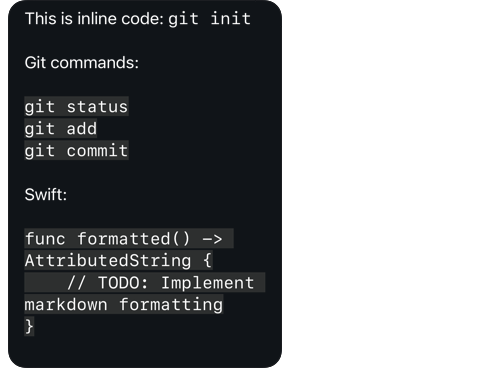 This is inline code: git init
Git commands:
git status
git add
git commit
Swift:
func formatted() ->
AttributedString {
    // TODO: Implement
markdown formatting
}